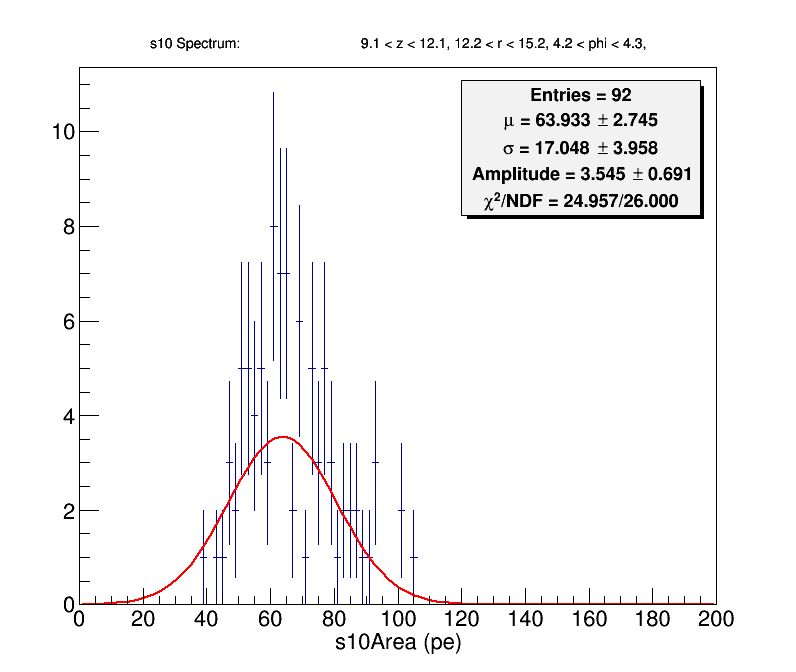 s10 Spectrum: 9.1 < z < 12.1, 12.2 < r < 15.2, 4.2 < phi < 4.3,
Entries = 92
μ = 63.933 ± 2.745
σ = 17.048 ± 3.958
Amplitude = 3.545 ± 0.691
χ²/NDF = 24.957/26.000
10
8
6
4
2
0
0 20 40 60 80 100 120 140 160 180 200
s10Area (pe)